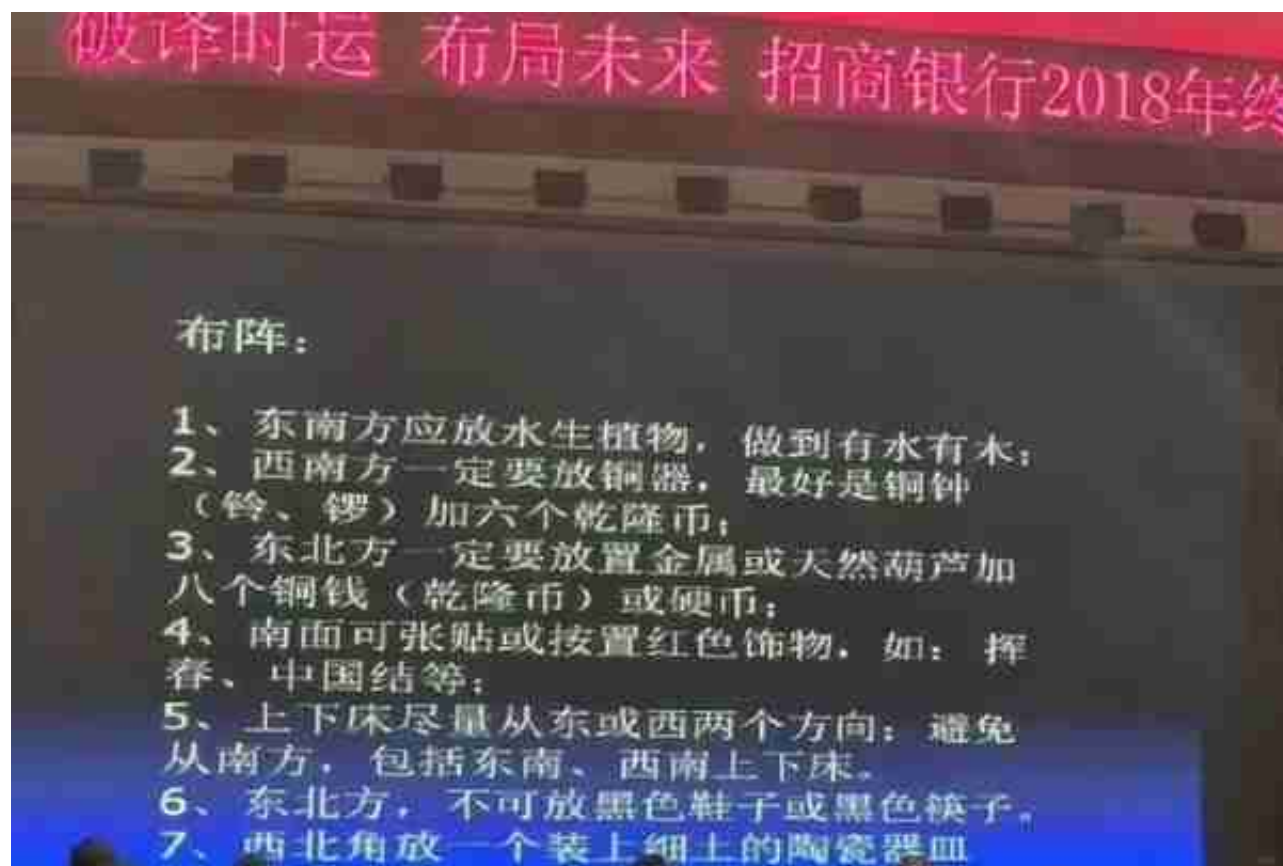 破译时运 布局未来 招商银行2018年终
布阵：
1、东南方应放水生植物，做到有水有木；
2、西南方一定要放铜器，最好是铜钟
（铃、锣）加六个乾隆币；
3、东北方一定要放置金属或天然葫芦加
八个铜钱（乾隆币）或硬币；
4、南面可张贴或按置红色饰物，如：挥
春、中国结等；
5、上下床尽量从东或西两个方向；避免
从南方，包括东南、西南上下床。
6、东北方，不可放黑色鞋子或黑色筷子。
7、西北角放一个装上细土的陶瓷器皿